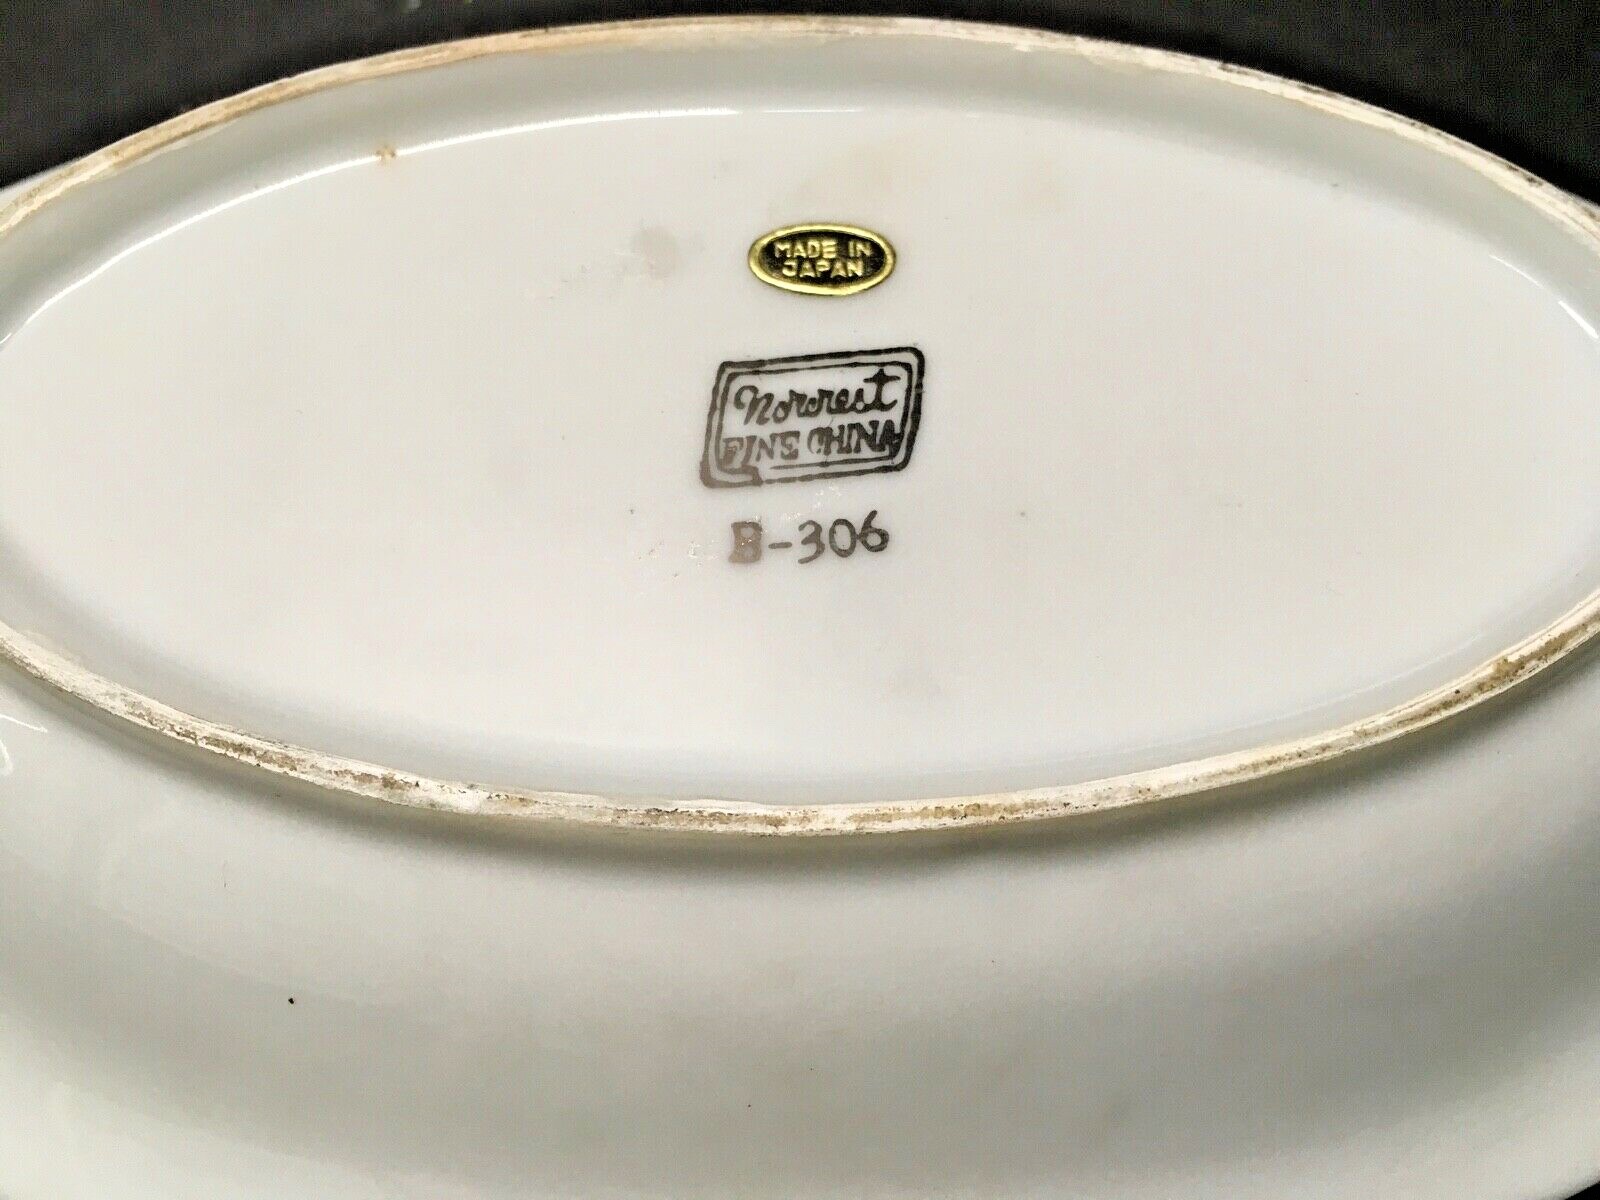 MADE IN
JAPAN
Norcrest
FINE CHINA
B-306